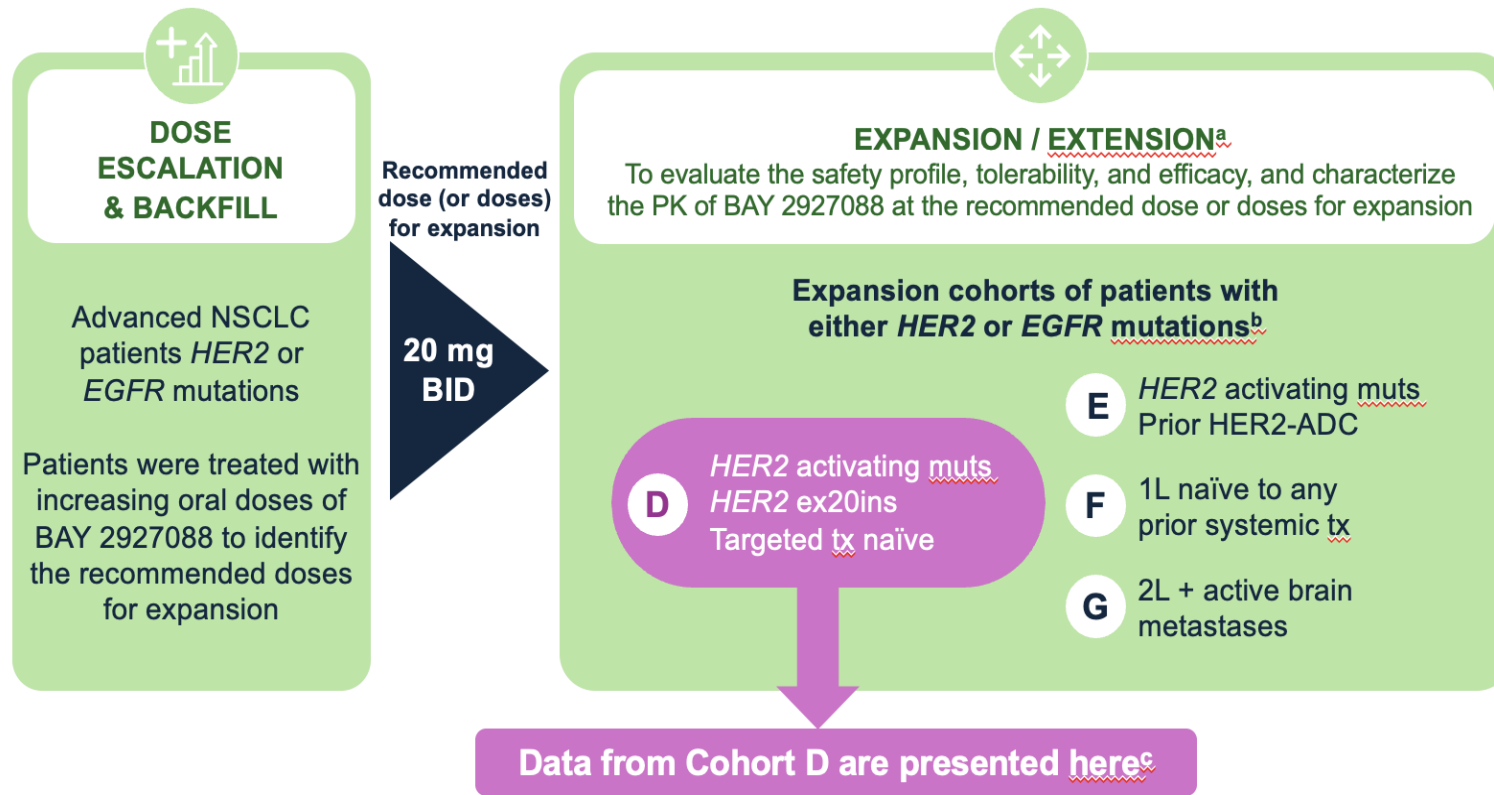 DOSE
ESCALATION
& BACKFILL
Advanced NSCLC
patients HER2 or
EGFR mutations
Patients were treated with
increasing oral doses of
BAY 2927088 to identify
the recommended doses
for expansion
Recommended
dose (or doses)
for expansion
20 mg
BID
EXPANSION / EXTENSIONᵃ
To evaluate the safety profile, tolerability, and efficacy, and characterize
the PK of BAY 2927088 at the recommended dose or doses for expansion
Expansion cohorts of patients with
either HER2 or EGFR mutationsᵇ
D
HER2 activating muts
HER2 ex20ins
Targeted tx naïve
E
HER2 activating muts
Prior HER2-ADC
F
1L naïve to any
prior systemic tx
G
2L + active brain
metastases
Data from Cohort D are presented hereᶜ